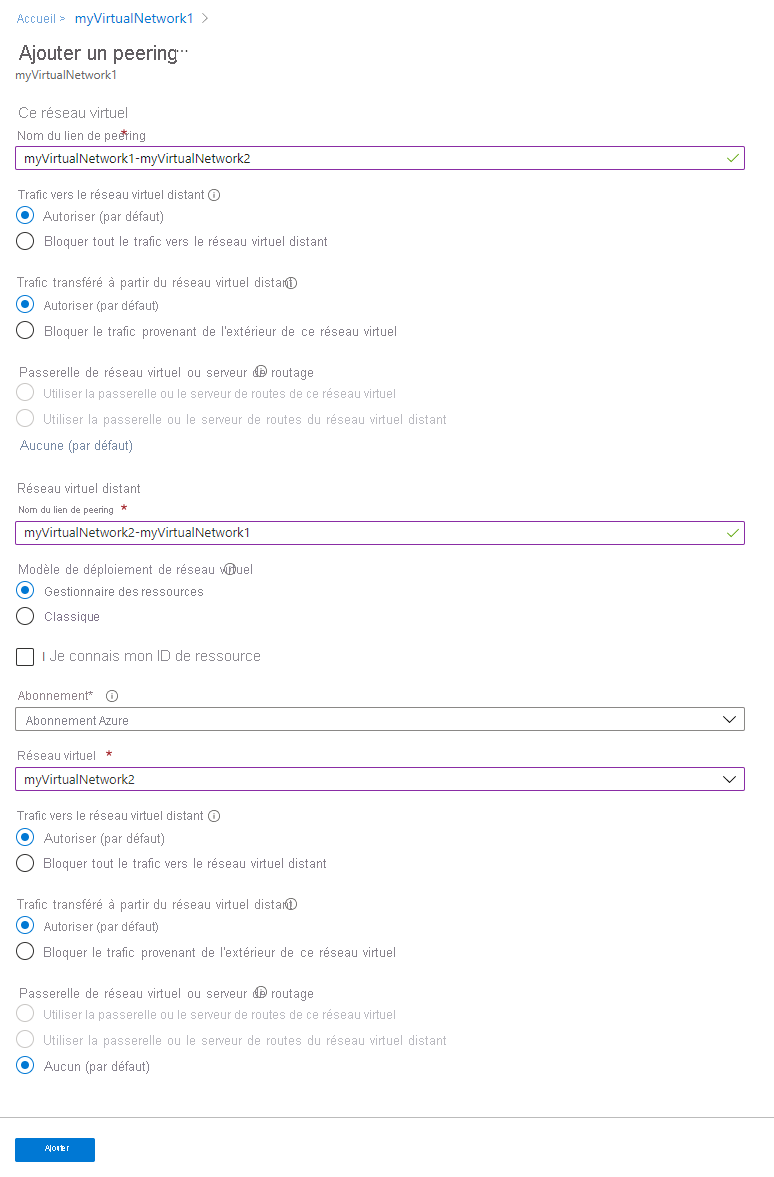 Accueil > myVirtualNetwork1 >
Ajouter un peering ...
myVirtualNetwork1
Ce réseau virtuel
Nom du lien de peering *
myVirtualNetwork1-myVirtualNetwork2
Trafic vers le réseau virtuel distant
Autoriser (par défaut)
Bloquer tout le trafic vers le réseau virtuel distant
Trafic transféré à partir du réseau virtuel distant
Autoriser (par défaut)
Bloquer le trafic provenant de l'extérieur de ce réseau virtuel
Passerelle de réseau virtuel ou serveur de routage
Utiliser la passerelle ou le serveur de routes de ce réseau virtuel
Utiliser la passerelle ou le serveur de routes du réseau virtuel distant
Aucune (par défaut)
Réseau virtuel distant
Nom du lien de peering *
myVirtualNetwork2-myVirtualNetwork1
Modèle de déploiement de réseau virtuel
Gestionnaire des ressources
Classique
I Je connais mon ID de ressource
Abonnement*
Abonnement Azure
Réseau virtuel *
myVirtualNetwork2
Trafic vers le réseau virtuel distant
Autoriser (par défaut)
Bloquer tout le trafic vers le réseau virtuel distant
Trafic transféré à partir du réseau virtuel distant
Autoriser (par défaut)
Bloquer le trafic provenant de l'extérieur de ce réseau virtuel
Passerelle de réseau virtuel ou serveur de routage
Utiliser la passerelle ou le serveur de routes de ce réseau virtuel
Utiliser la passerelle ou le serveur de routes du réseau virtuel distant
Aucun (par défaut)
Ajouter